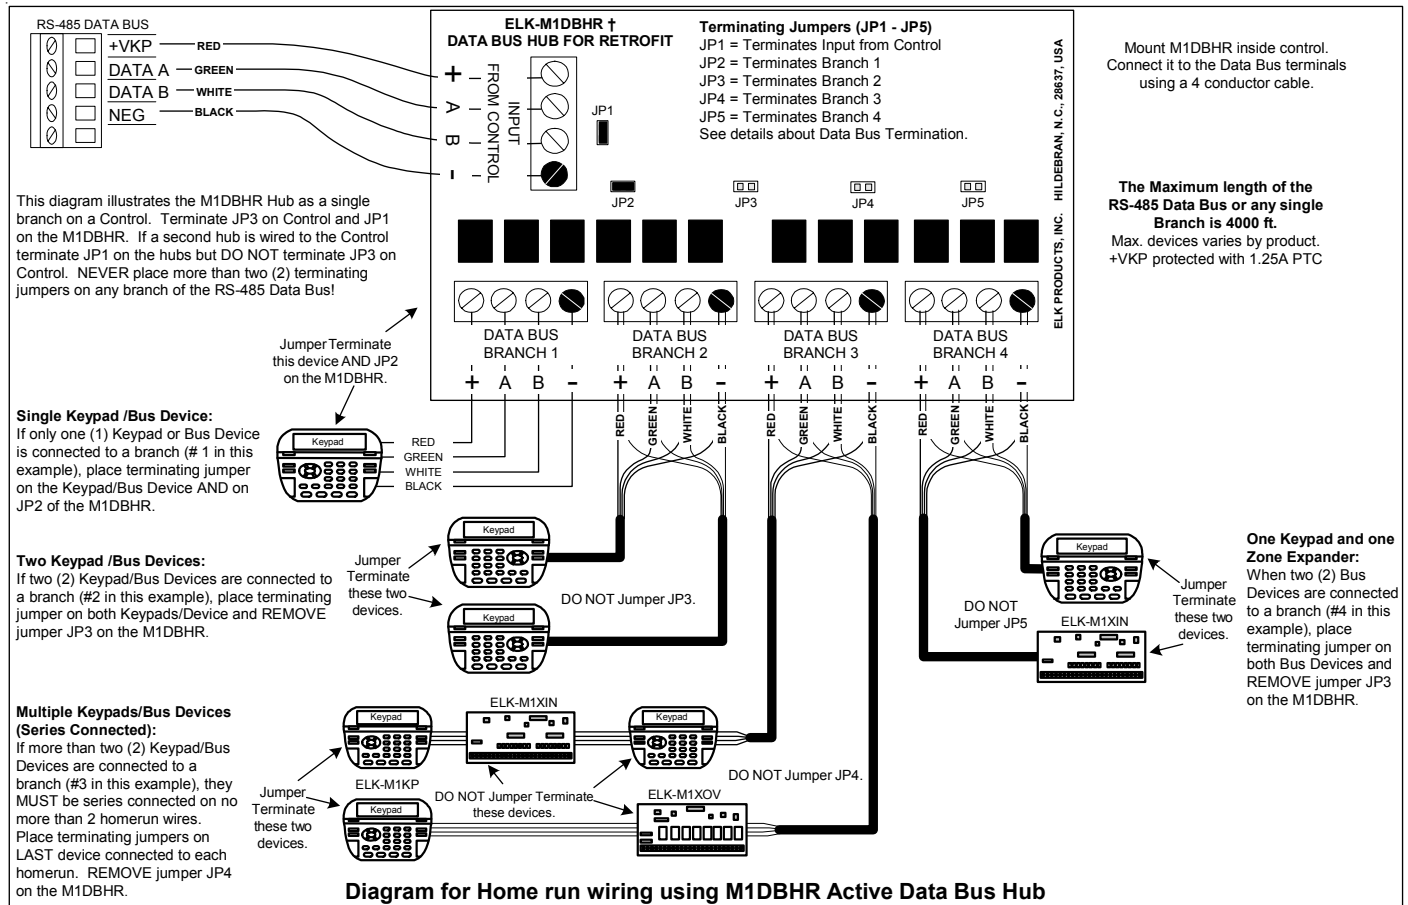 RS-485 DATA BUS
+VKP
DATA A
DATA B
NEG
RED
GREEN
WHITE
BLACK
ELK-M1DBHR †
DATA BUS HUB FOR RETROFIT
+
A
B
-
FROM CONTROL
INPUT
JP1
Terminating Jumpers (JP1 - JP5)
JP1 = Terminates Input from Control
JP2 = Terminates Branch 1
JP3 = Terminates Branch 2
JP4 = Terminates Branch 3
JP5 = Terminates Branch 4
See details about Data Bus Termination.
JP2
JP3
JP4
JP5
ELK PRODUCTS, INC. HILDEBRAN, N.C., 28637, USA
Mount M1DBHR inside control.
Connect it to the Data Bus terminals
using a 4 conductor cable.
The Maximum length of the
RS-485 Data Bus or any single
Branch is 4000 ft.
Max. devices varies by product.
+VKP protected with 1.25A PTC
This diagram illustrates the M1DBHR Hub as a single
branch on a Control. Terminate JP3 on Control and JP1
on the M1DBHR. If a second hub is wired to the Control
terminate JP1 on the hubs but DO NOT terminate JP3 on
Control. NEVER place more than two (2) terminating
jumpers on any branch of the RS-485 Data Bus!
DATA BUS
BRANCH 1
DATA BUS
BRANCH 2
DATA BUS
BRANCH 3
DATA BUS
BRANCH 4
+ A B -
+ A B -
+ A B -
+ A B -
RED
GREEN
WHITE
BLACK
RED
GREEN
WHITE
BLACK
RED
GREEN
WHITE
BLACK
Jumper Terminate
this device AND JP2
on the M1DBHR.
Single Keypad /Bus Device:
If only one (1) Keypad or Bus Device
is connected to a branch (# 1 in this
example), place terminating jumper
on the Keypad/Bus Device AND on
JP2 of the M1DBHR.
Keypad
RED
GREEN
WHITE
BLACK
Two Keypad /Bus Devices:
If two (2) Keypad/Bus Devices are connected to
a branch (#2 in this example), place terminating
jumper on both Keypads/Device and REMOVE
jumper JP3 on the M1DBHR.
Jumper
Terminate
these two
devices.
Keypad
Keypad
DO NOT Jumper JP3.
DO NOT
Jumper JP5
Keypad
ELK-M1XIN
Jumper
Terminate
these two
devices.
One Keypad and one
Zone Expander:
When two (2) Bus
Devices are connected
to a branch (#4 in this
example), place
terminating jumper on
both Bus Devices and
REMOVE jumper JP3
on the M1DBHR.
Multiple Keypads/Bus Devices
(Series Connected):
If more than two (2) Keypad/Bus
Devices are connected to a
branch (#3 in this example), they
MUST be series connected on no
more than 2 homerun wires.
Place terminating jumpers on
LAST device connected to each
homerun. REMOVE jumper JP4
on the M1DBHR.
Jumper
Terminate
these two
devices.
Keypad
ELK-M1XIN
Keypad
ELK-M1KP
Keypad
DO NOT Jumper Terminate
these devices.
ELK-M1XOV
DO NOT Jumper JP4.
Diagram for Home run wiring using M1DBHR Active Data Bus Hub